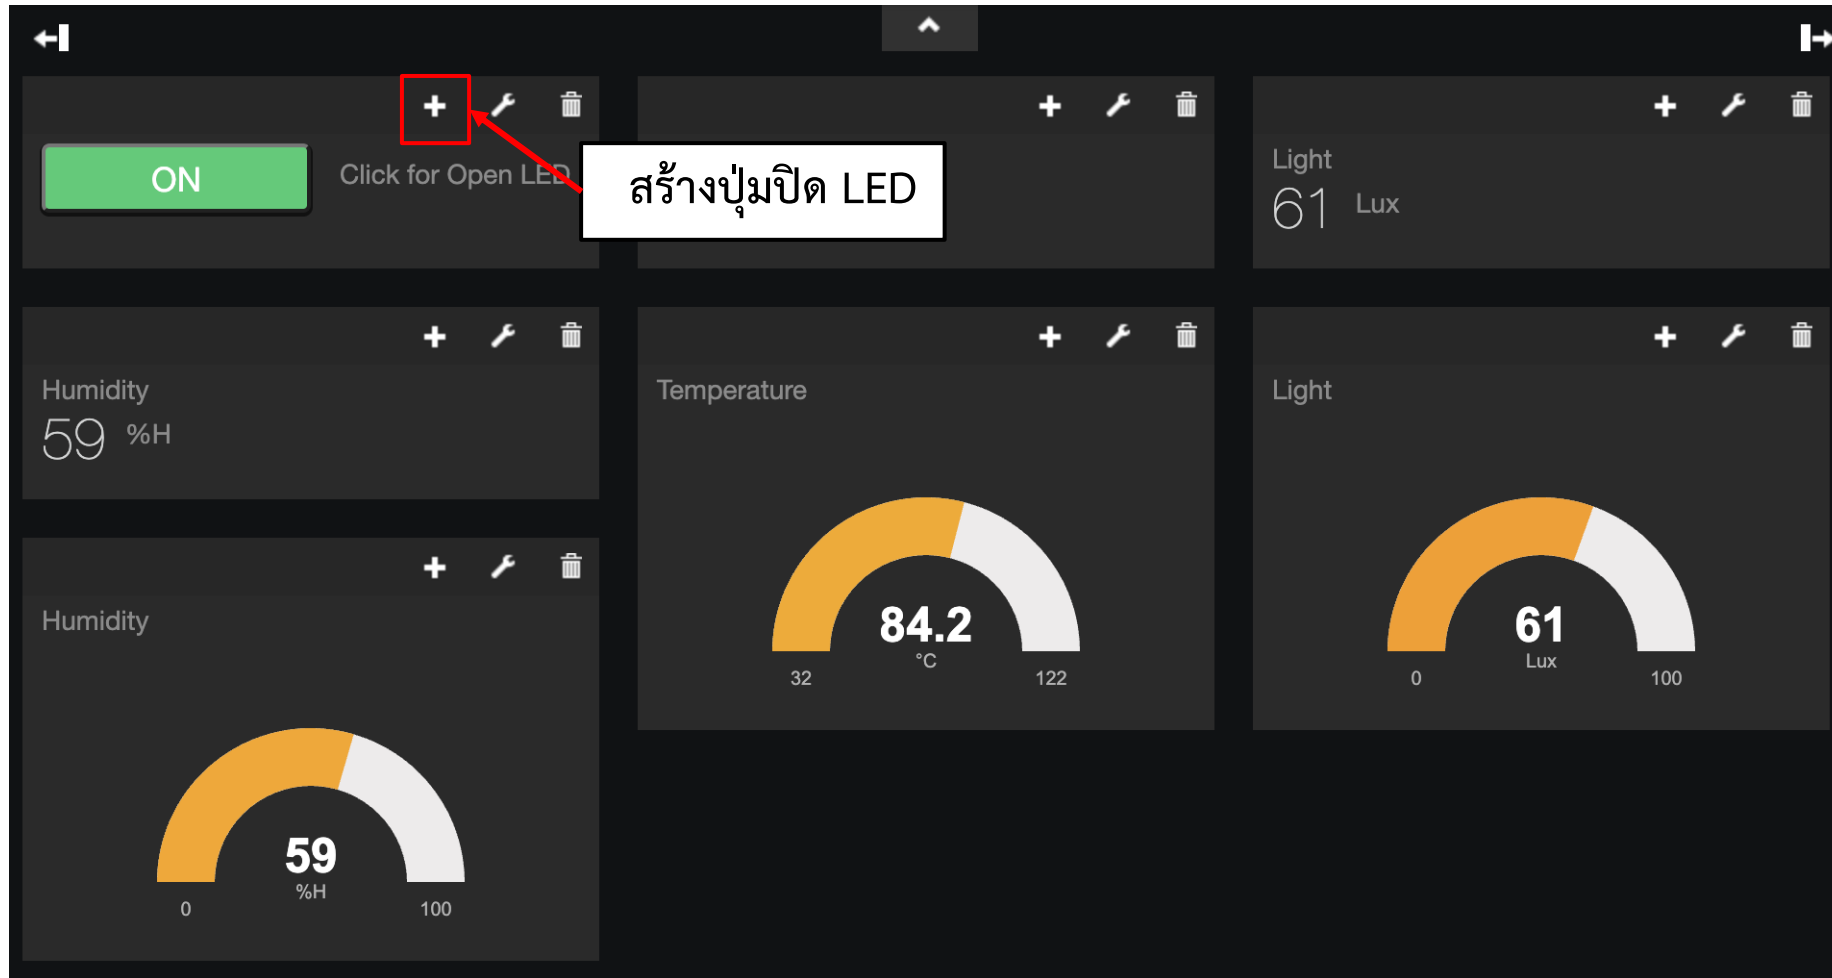 ON
Click for Open LED
สร้างปุ่มปิด LED
Light
61 Lux
Humidity
59 %H
Temperature
84.2
°C
32
122
Light
61
Lux
0
100
Humidity
59
%H
0
100